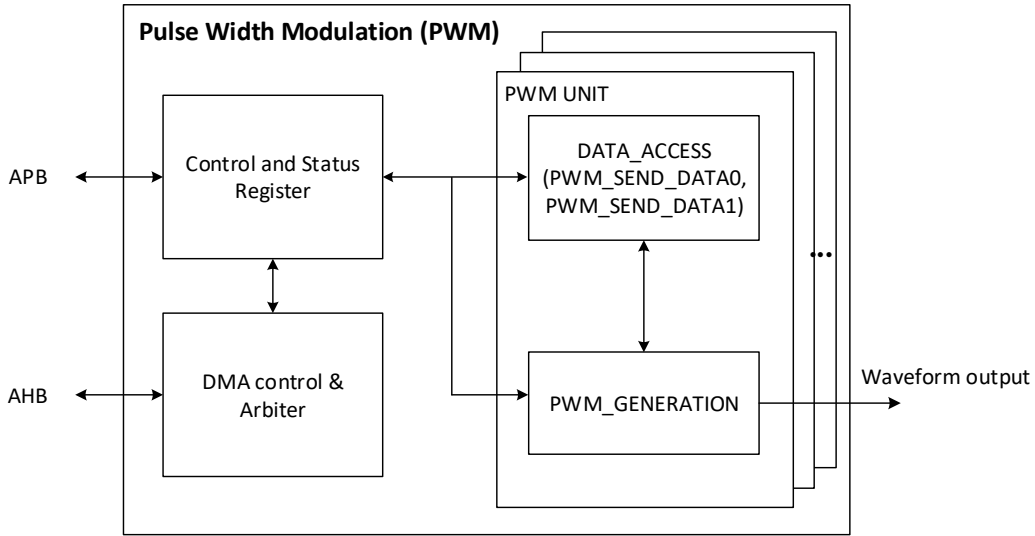 Pulse Width Modulation (PWM)
PWM UNIT
APB
Control and Status
Register
DATA_ACCESS
(PWM_SEND_DATA0,
PWM_SEND_DATA1)
...
AHB
DMA control &
Arbiter
PWM_GENERATION
Waveform output